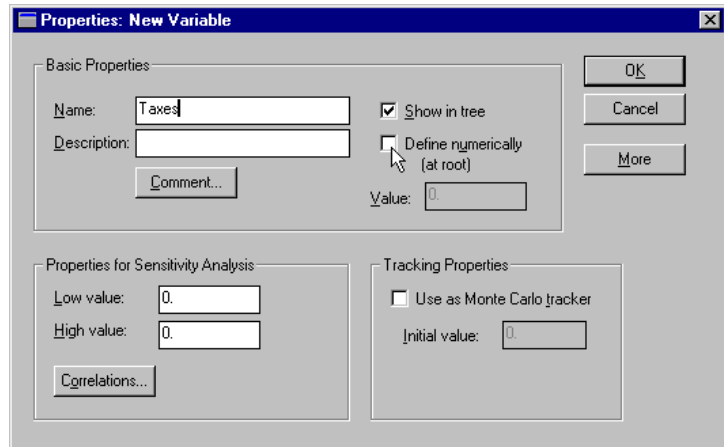 Properties: New Variable
Basic Properties
Name: Taxes
Description:
Comment...
Show in tree
Define numerically
(at root)
Value: 0.
OK
Cancel
More
Properties for Sensitivity Analysis
Low value: 0.
High value: 0.
Correlations...
Tracking Properties
Use as Monte Carlo tracker
Initial value: 0.